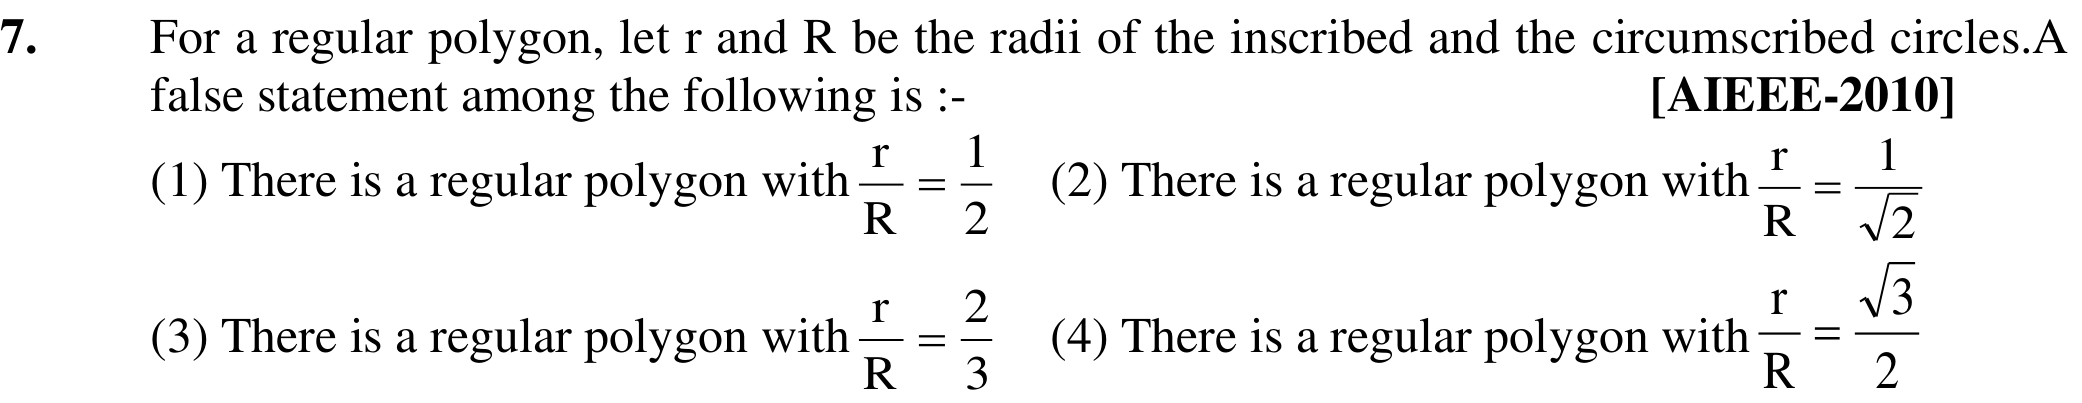 7. For a regular polygon, let r and R be the radii of the inscribed and the circumscribed circles.A
false statement among the following is :- [AIEEE-2010]
(1) There is a regular polygon with r/R = 1/2 (2) There is a regular polygon with r/R = 1/√2
(3) There is a regular polygon with r/R = 2/3 (4) There is a regular polygon with r/R = √3/2